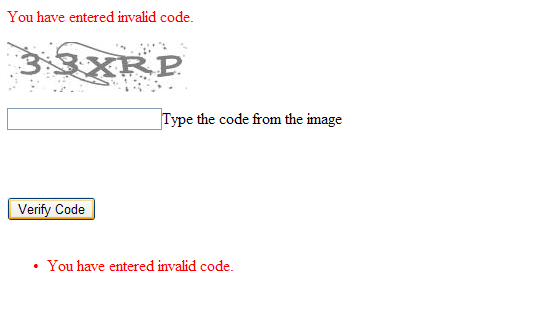 You have entered invalid code.
33XRP
Type the code from the image
Verify Code
• You have entered invalid code.